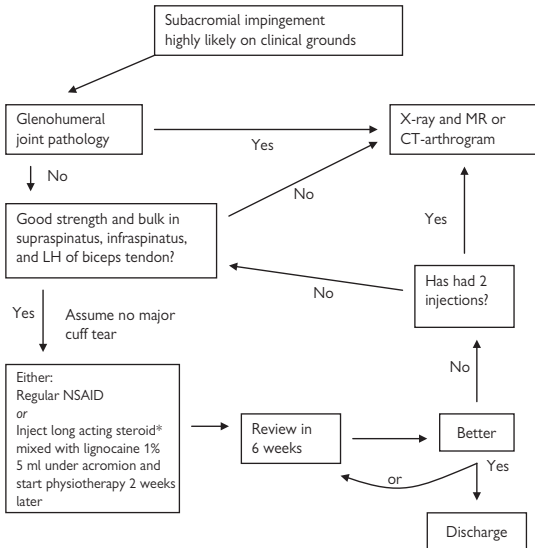 Subacromial impingement
highly likely on clinical grounds
Glenohumeral
joint pathology
Yes
X-ray and MR or
CT-arthrogram
No
No
Good strength and bulk in
supraspinatus, infraspinatus,
and LH of biceps tendon?
Yes
No
Has had 2
injections?
Yes
Assume no major
cuff tear
No
Either:
Regular NSAID
or
Inject long acting steroid*
mixed with lignocaine 1%
5 ml under acromion and
start physiotherapy 2 weeks
later
Review in
6 weeks
Better
or
Yes
Discharge